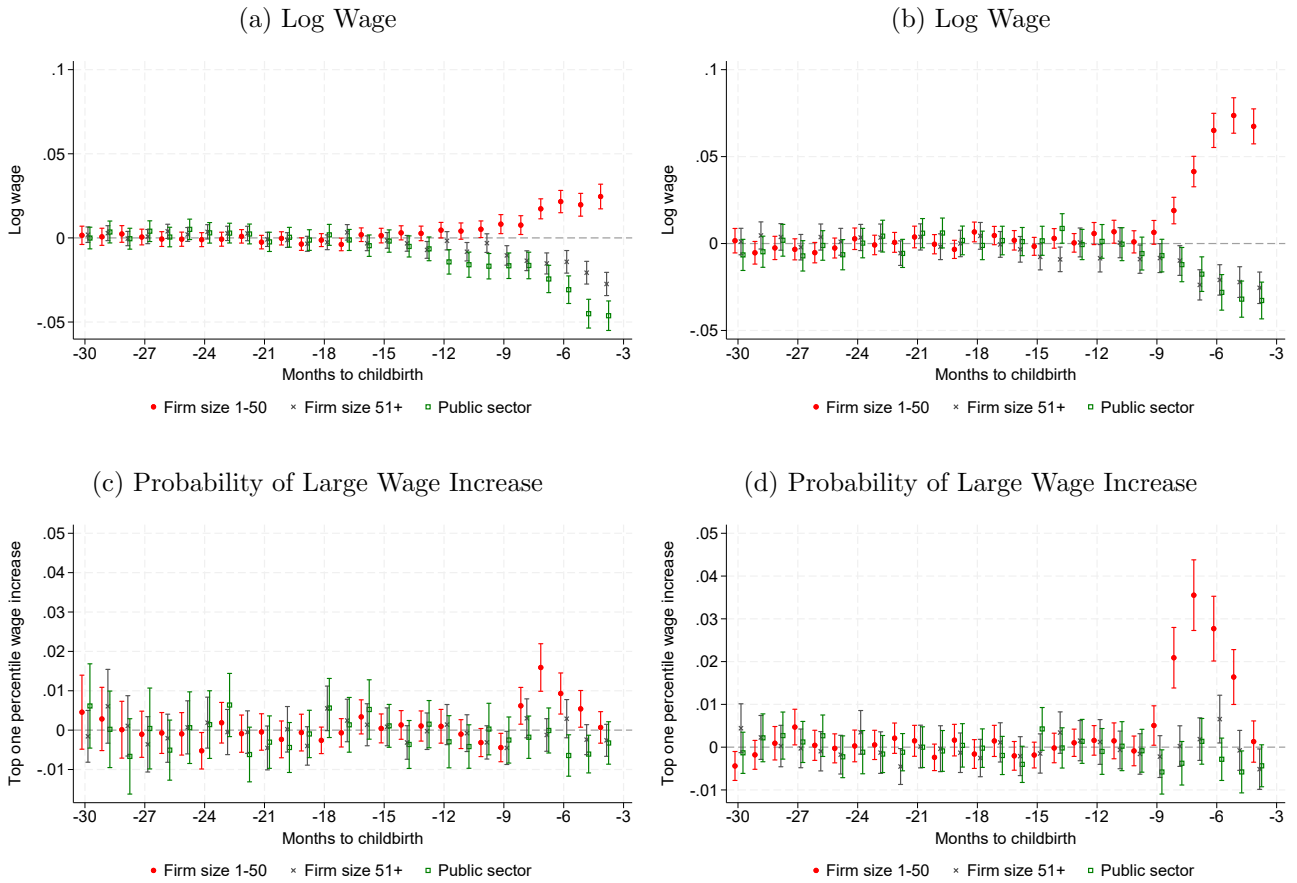 (a) Log Wage
(b) Log Wage
.1
.05
0
-.05
Log wage
-30 -27 -24 -21 -18 -15 -12 -9 -6 -3
Months to childbirth
Firm size 1-50 Firm size 51+ Public sector
.1
.05
0
-.05
Log wage
-30 -27 -24 -21 -18 -15 -12 -9 -6 -3
Months to childbirth
Firm size 1-50 Firm size 51+ Public sector
(c) Probability of Large Wage Increase
(d) Probability of Large Wage Increase
.05
.04
.03
.02
.01
0
-.01
Top one percentile wage increase
-30 -27 -24 -21 -18 -15 -12 -9 -6 -3
Months to childbirth
Firm size 1-50 Firm size 51+ Public sector
.05
.04
.03
.02
.01
0
-.01
Top one percentile wage increase
-30 -27 -24 -21 -18 -15 -12 -9 -6 -3
Months to childbirth
Firm size 1-50 Firm size 51+ Public sector